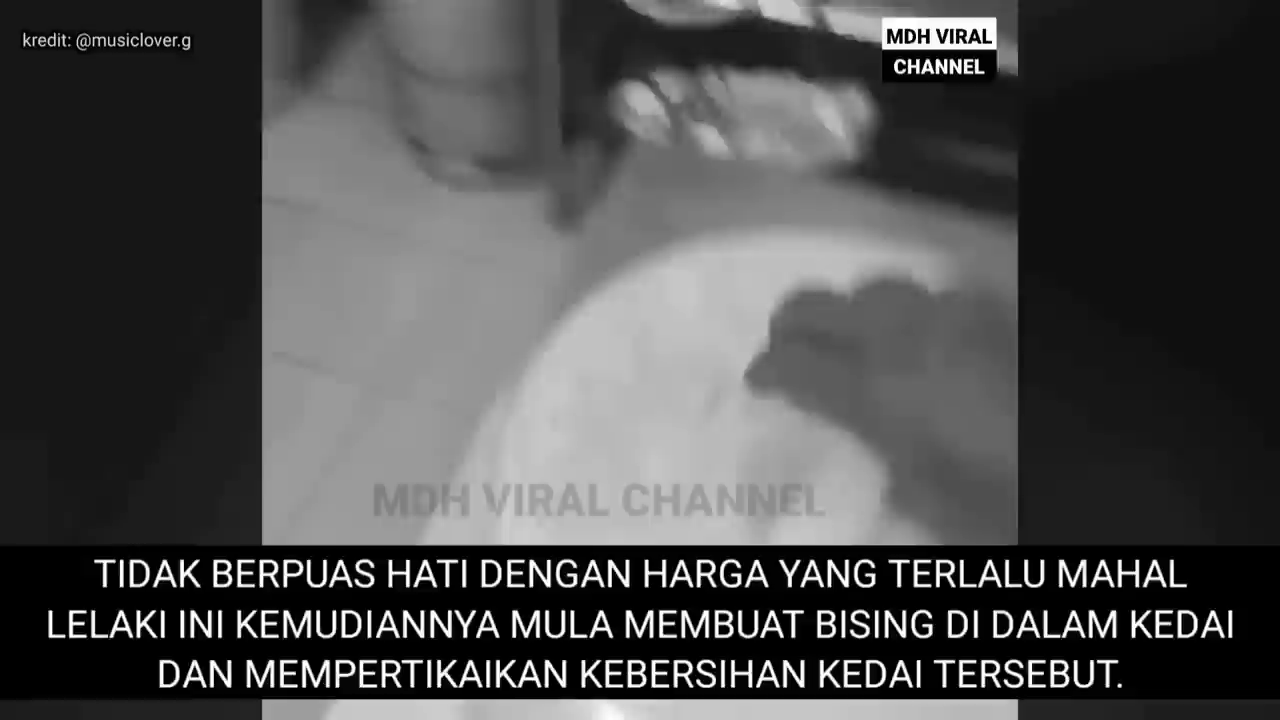 kredit: @musiclover.g
MDH VIRAL
CHANNEL
MDH VIRAL CHANNEL
TIDAK BERPUAS HATI DENGAN HARGA YANG TERLALU MAHAL
LELAKI INI KEMUDIANNYA MULA MEMBUAT BISING DI DALAM KEDAI
DAN MEMPERTIKAIKAN KEBERSIHAN KEDAI TERSEBUT.